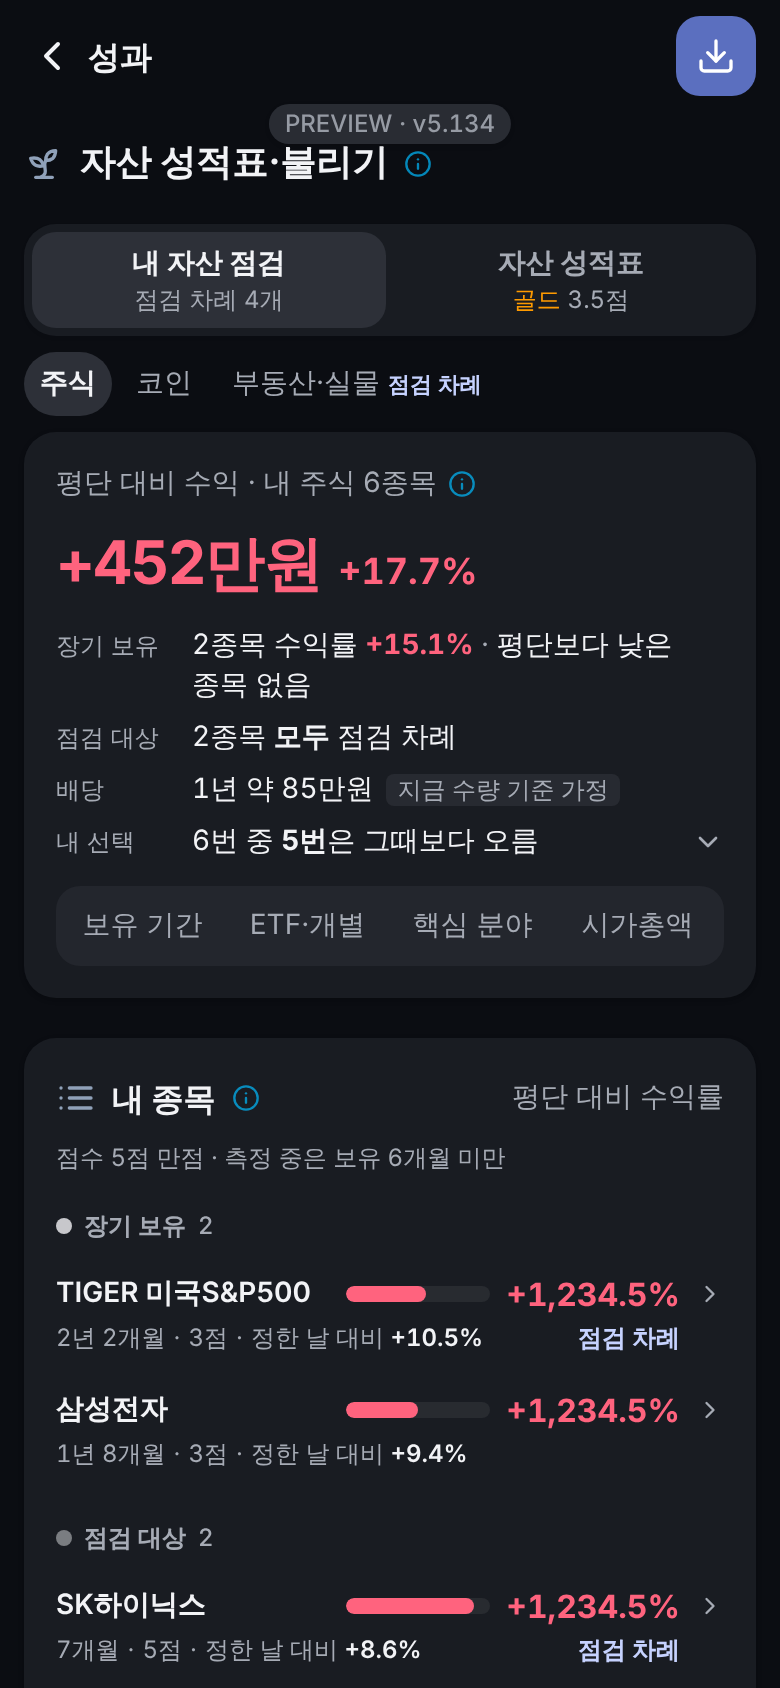 성과
PREVIEW · v5.134
자산 성적표·불리기
내 자산 점검
점검 차례 4개
자산 성적표
골드 3.5점
주식 코인 부동산·실물 점검 차례
평단 대비 수익 · 내 주식 6종목
+452만원 +17.7%
장기 보유 2종목 수익률 +15.1% · 평단보다 낮은
종목 없음
점검 대상 2종목 모두 점검 차례
배당 1년 약 85만원 지금 수량 기준 가정
내 선택 6번 중 5번은 그때보다 오름
보유 기간 ETF·개별 핵심 분야 시가총액
내 종목 평단 대비 수익률
점수 5점 만점 · 측정 중은 보유 6개월 미만
장기 보유 2
TIGER 미국S&P500 +1,234.5%
2년 2개월 · 3점 · 정한 날 대비 +10.5% 점검 차례
삼성전자 +1,234.5%
1년 8개월 · 3점 · 정한 날 대비 +9.4%
점검 대상 2
SK하이닉스 +1,234.5%
7개월 · 5점 · 정한 날 대비 +8.6% 점검 차례